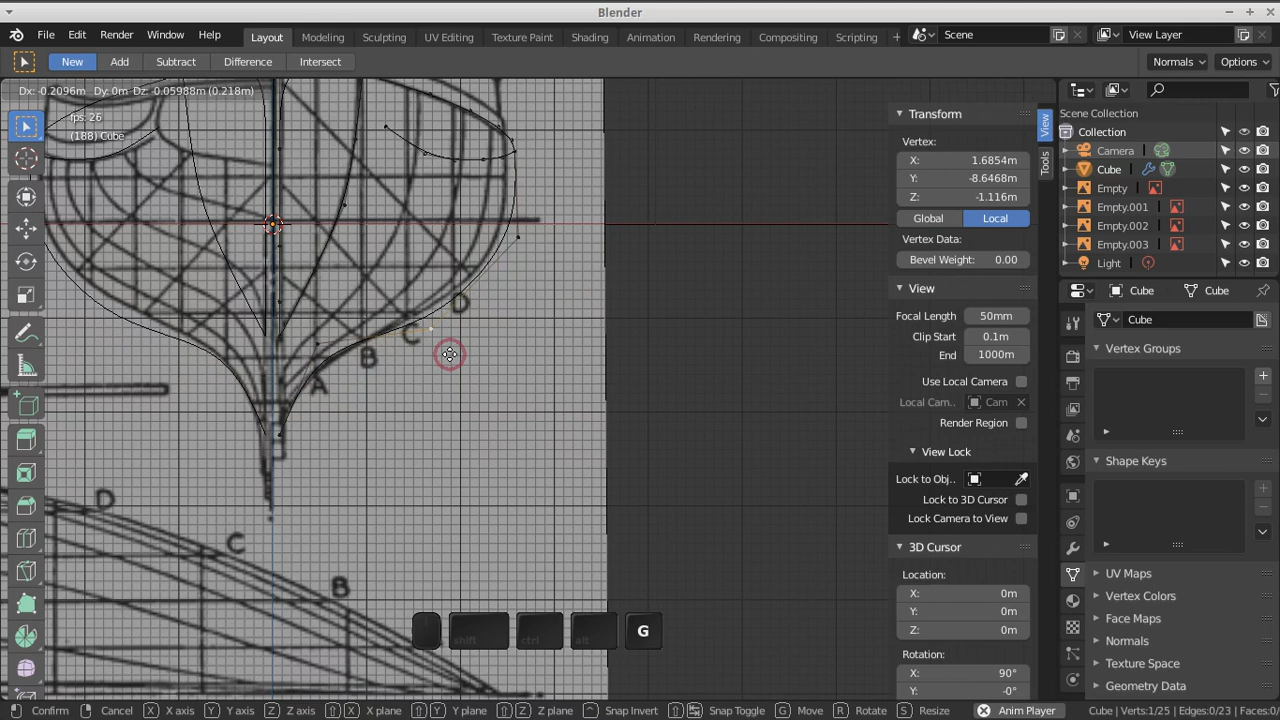 Blender
File Edit Render Window Help Layout Modeling Sculpting UV Editing Texture Paint Shading Animation Rendering Compositing Scripting + Scene View Layer
New Add Subtract Difference Intersect Normals Options
Dx: -0.2096m Dy: 0m Dz: -0.05988m (0.218m)
fps: 26
(188) Cube
D
C
B
A
D
C
B
shift ctrl alt G
Transform
Vertex:
X: 1.6854m
Y: -8.6468m
Z: -1.116m
Global Local
Vertex Data:
Bevel Weight: 0.00
View
Focal Length 50mm
Clip Start 0.1m
End 1000m
Use Local Camera
Local Cam.. Cam
Render Region
View Lock
Lock to Obj..
Lock to 3D Cursor
Lock Camera to View
3D Cursor
Location:
X: 0m
Y: 0m
Z: 0m
Rotation:
X: 90°
Y: -0°
View
Tools
Scene Collection
Collection
Camera
Cube
Empty
Empty.001
Empty.002
Empty.003
Light
Cube Cube
Cube
Vertex Groups
Shape Keys
UV Maps
Vertex Colors
Face Maps
Normals
Texture Space
Geometry Data
Confirm Cancel X X axis Y Y axis Z Z axis X X plane Y Y plane Z Z plane Snap Invert Snap Toggle G Move R Rotate S Resize Anim Player Cube | Verts:1/25 | Edges:0/23 | Faces:0/